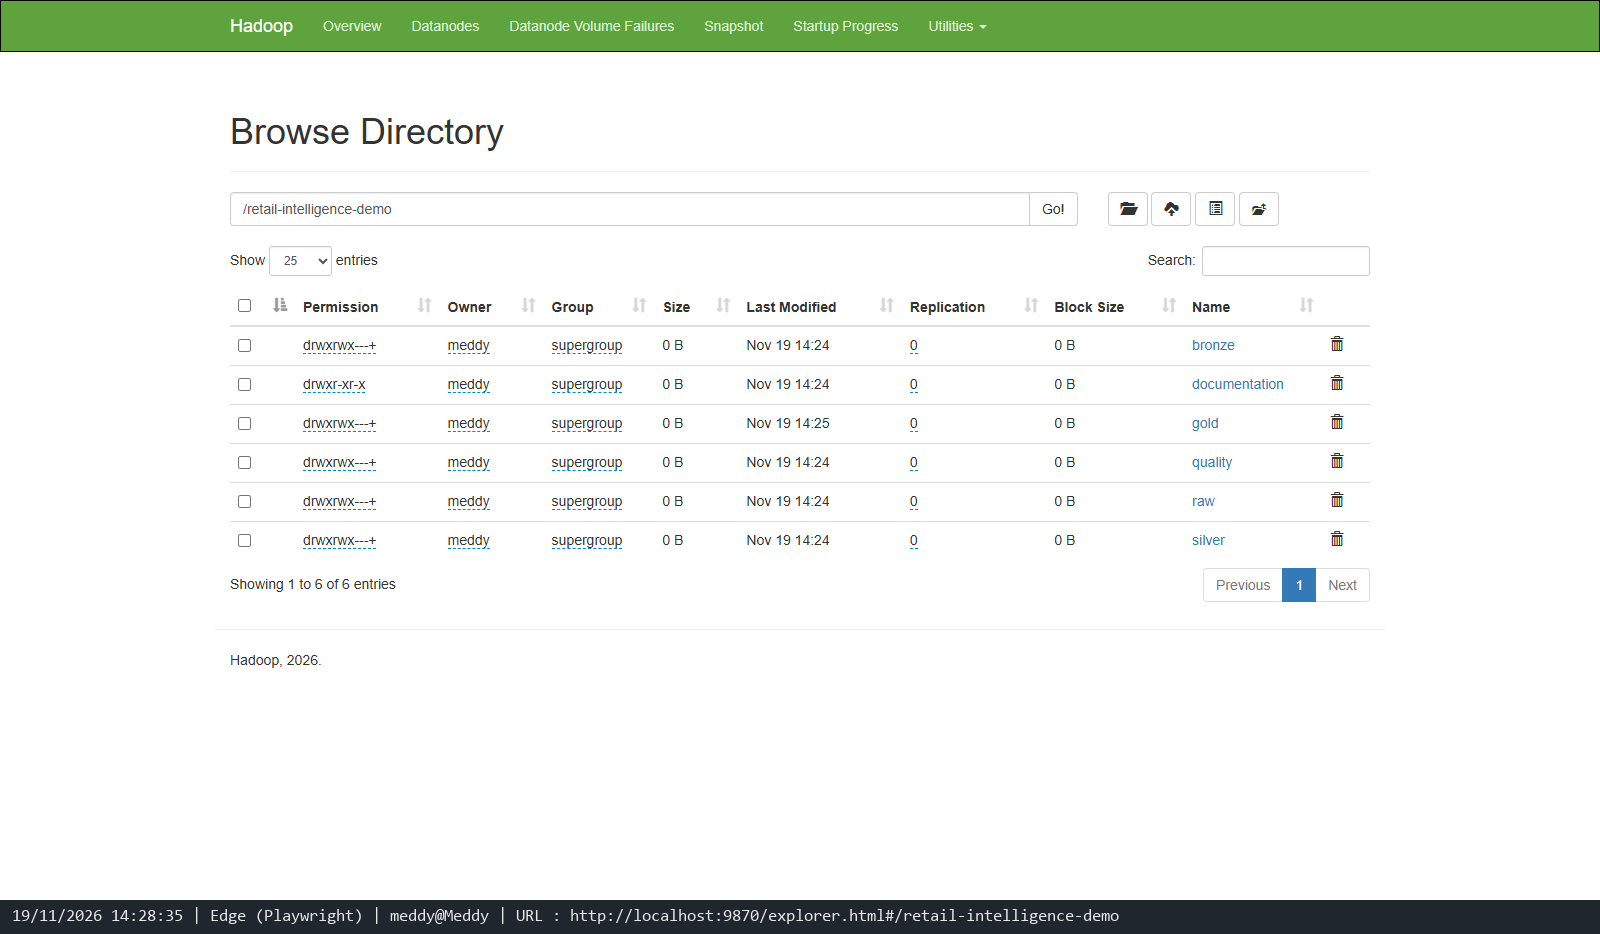 Hadoop Overview Datanodes Datanode Volume Failures Snapshot Startup Progress Utilities
Browse Directory
/retail-intelligence-demo Go!
Show 25 entries Search:
Permission Owner Group Size Last Modified Replication Block Size Name
drwxrwx---+ meddy supergroup 0 B Nov 19 14:24 0 0 B bronze
drwxr-xr-x meddy supergroup 0 B Nov 19 14:24 0 0 B documentation
drwxrwx---+ meddy supergroup 0 B Nov 19 14:25 0 0 B gold
drwxrwx---+ meddy supergroup 0 B Nov 19 14:24 0 0 B quality
drwxrwx---+ meddy supergroup 0 B Nov 19 14:24 0 0 B raw
drwxrwx---+ meddy supergroup 0 B Nov 19 14:24 0 0 B silver
Showing 1 to 6 of 6 entries Previous 1 Next
Hadoop, 2026.
19/11/2026 14:28:35 | Edge (Playwright) | meddy@Meddy | URL : http://localhost:9870/explorer.html#/retail-intelligence-demo